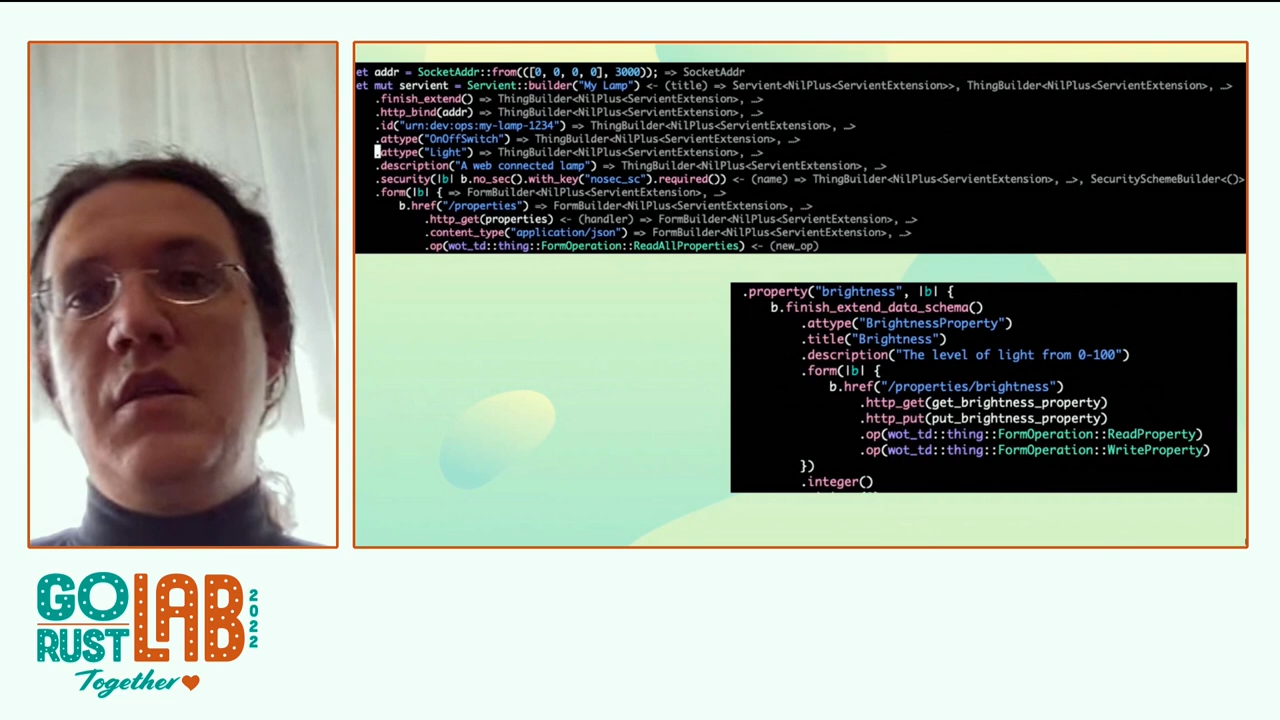 et addr = SocketAddr::from(([0, 0, 0, 0], 3000)); => SocketAddr
et mut servient = Servient::builder("My Lamp") <- (title) => Servient<NilPlus<ServientExtension>>, ThingBuilder<NilPlus<ServientExtension>, …>
.finish_extend() => ThingBuilder<NilPlus<ServientExtension>, …>
.http_bind(addr) => ThingBuilder<NilPlus<ServientExtension>, …>
.id("urn:dev:ops:my-lamp-1234") => ThingBuilder<NilPlus<ServientExtension>, …>
.attype("OnOffSwitch") => ThingBuilder<NilPlus<ServientExtension>, …>
.attype("Light") => ThingBuilder<NilPlus<ServientExtension>, …>
.description("A web connected lamp") => ThingBuilder<NilPlus<ServientExtension>, …>
.security(|b| b.no_sec().with_key("nosec_sc").required()) <- (name) => ThingBuilder<NilPlus<ServientExtension>, …>, SecuritySchemeBuilder<()>
.form(|b| { => FormBuilder<NilPlus<ServientExtension>, …>
b.href("/properties") => FormBuilder<NilPlus<ServientExtension>, …>
.http_get(properties) <- (handler) => FormBuilder<NilPlus<ServientExtension>, …>
.content_type("application/json") => FormBuilder<NilPlus<ServientExtension>, …>
.op(wot_td::thing::FormOperation::ReadAllProperties) <- (new_op)
.property("brightness", |b| {
b.finish_extend_data_schema()
.attype("BrightnessProperty")
.title("Brightness")
.description("The level of light from 0-100")
.form(|b| {
b.href("/properties/brightness")
.http_get(get_brightness_property)
.http_put(put_brightness_property)
.op(wot_td::thing::FormOperation::ReadProperty)
.op(wot_td::thing::FormOperation::WriteProperty)
})
.integer()
GO LAB 2022
RUST
Together